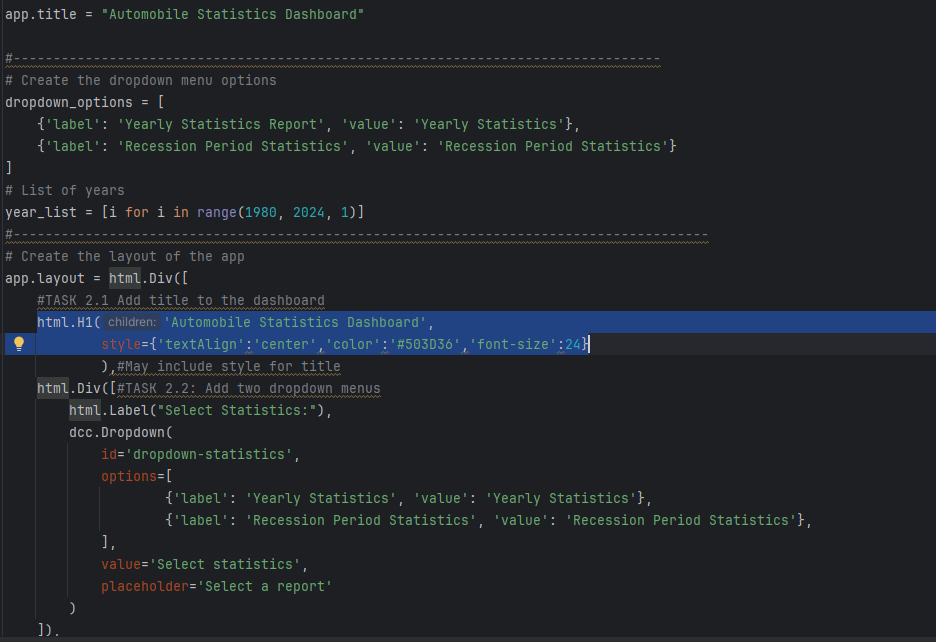 app.title = "Automobile Statistics Dashboard"
#---------------------------------------------------------------------------------
# Create the dropdown menu options
dropdown_options = [
    {'label': 'Yearly Statistics Report', 'value': 'Yearly Statistics'},
    {'label': 'Recession Period Statistics', 'value': 'Recession Period Statistics'}
]
# List of years
year_list = [i for i in range(1980, 2024, 1)]
#---------------------------------------------------------------------------------------
# Create the layout of the app
app.layout = html.Div([
    #TASK 2.1 Add title to the dashboard
    html.H1( children: 'Automobile Statistics Dashboard',
            style={'textAlign':'center','color':'#503D36','font-size':24}
            ),#May include style for title
    html.Div([#TASK 2.2: Add two dropdown menus
        html.Label("Select Statistics:"),
        dcc.Dropdown(
            id='dropdown-statistics',
            options=[
                    {'label': 'Yearly Statistics', 'value': 'Yearly Statistics'},
                    {'label': 'Recession Period Statistics', 'value': 'Recession Period Statistics'},
            ],
            value='Select statistics',
            placeholder='Select a report'
        )
    ]),